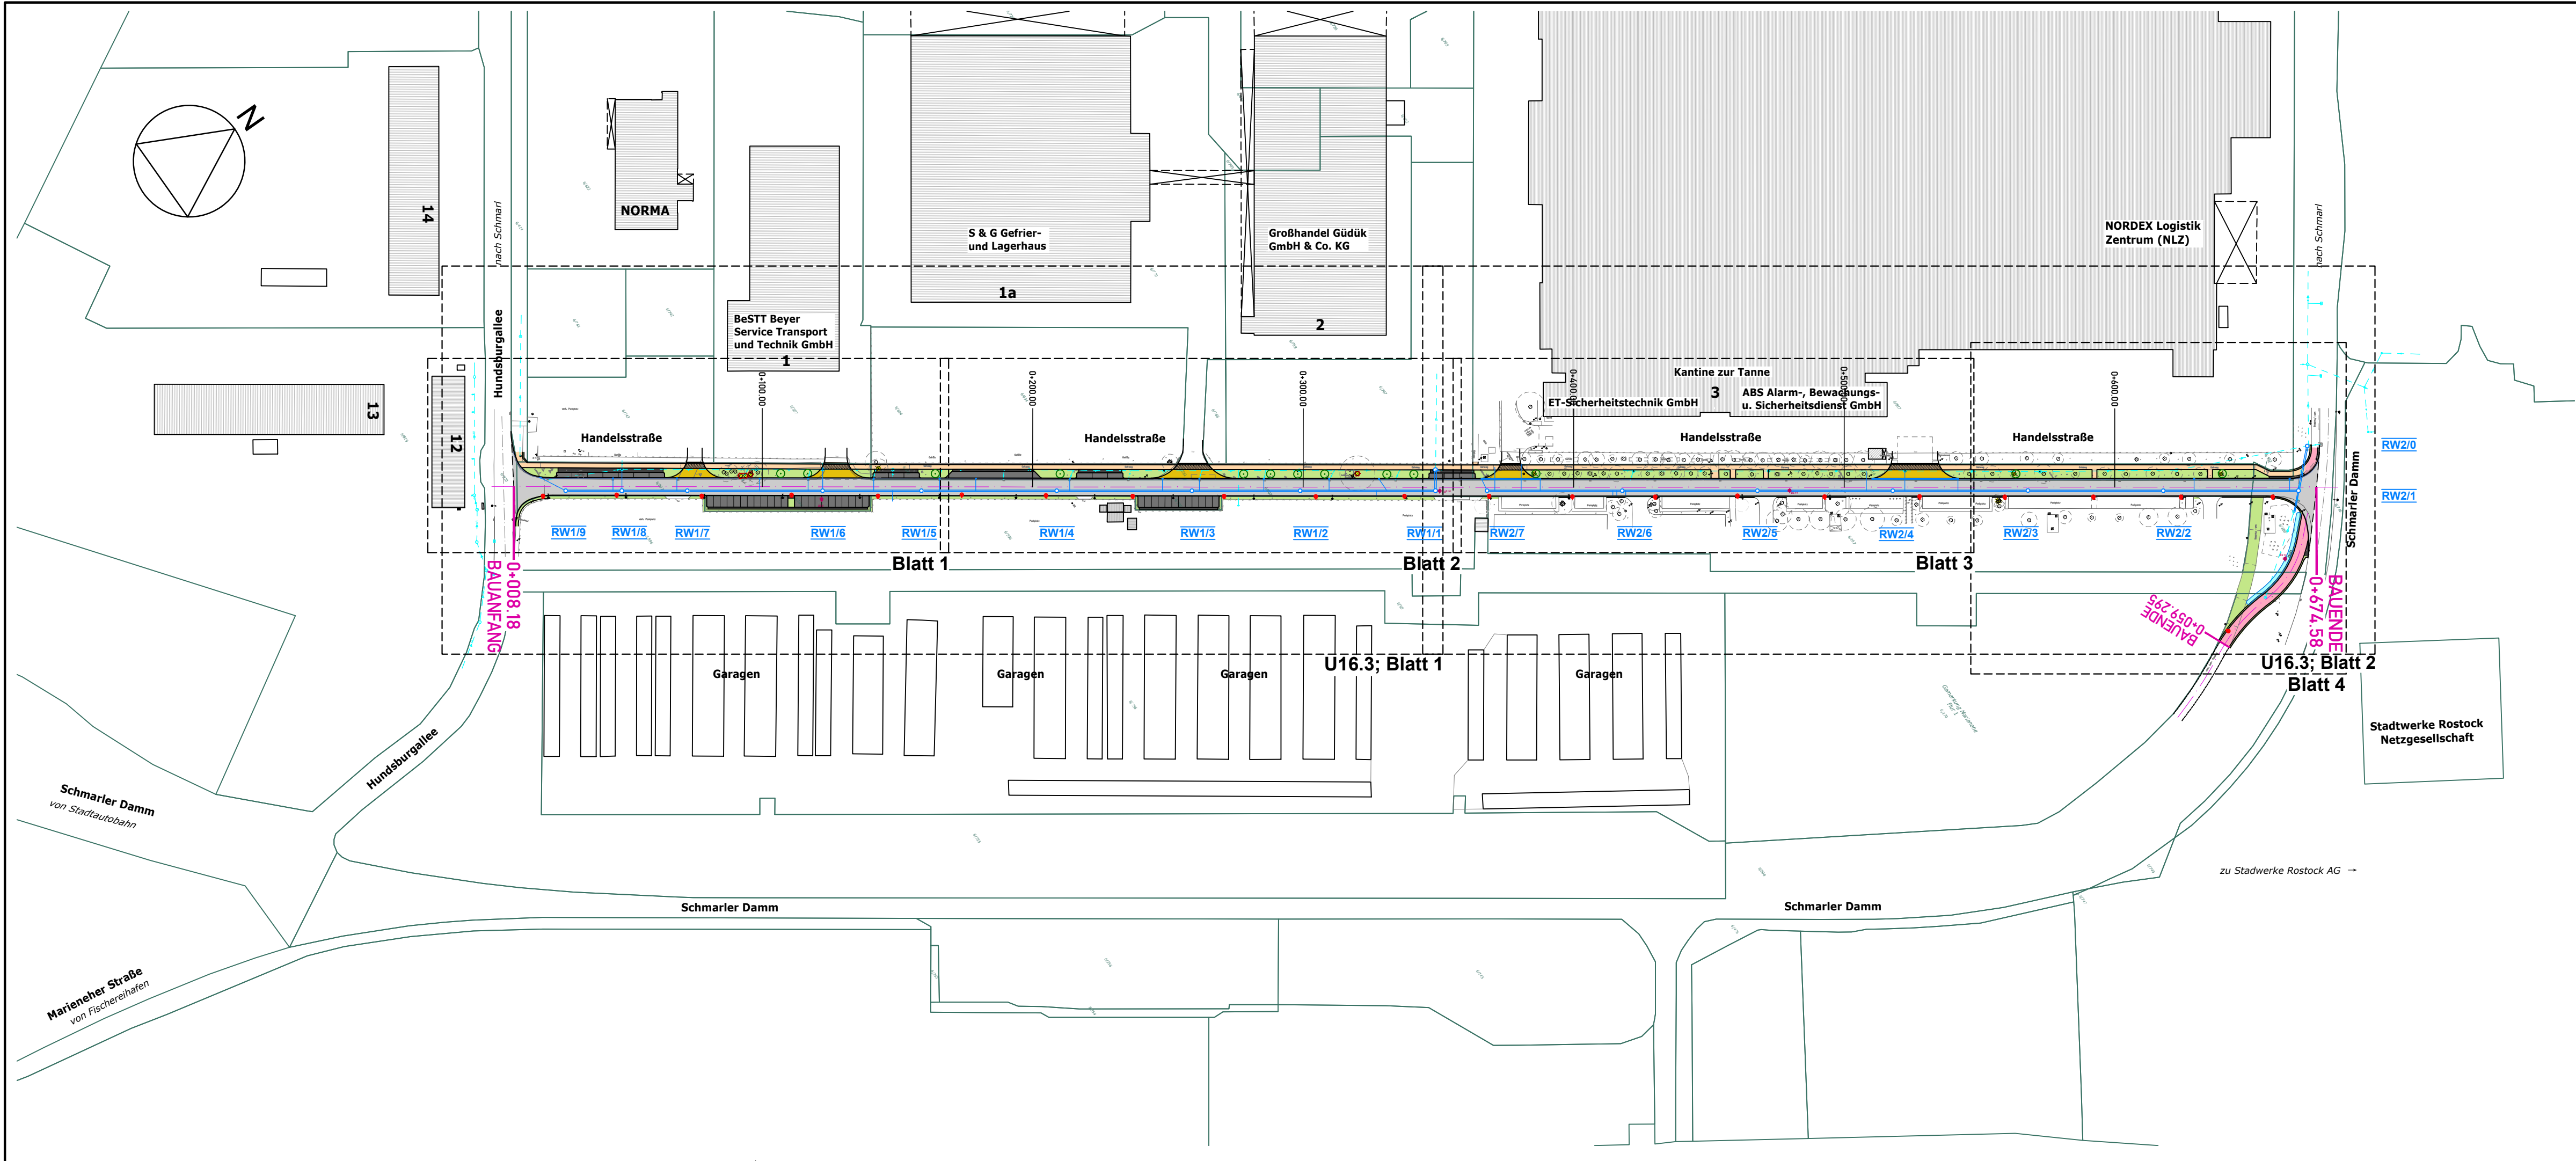 N
14
13
12
nach Schmarl
Hundsburgallee
NORMA
BeSTT Beyer
Service Transport
und Technik GmbH
1
S & G Gefrier-
und Lagerhaus
1a
Großhandel Güdük
GmbH & Co. KG
2
NORDEX Logistik
Zentrum (NLZ)
nach Schmarl
Kantine zur Tanne
3
ET-Sicherheitstechnik GmbH
ABS Alarm-, Bewachungs-
u. Sicherheitsdienst GmbH
0+100.00
0+200.00
0+300.00
0+400.00
0+500.00
0+600.00
Handelsstraße
Handelsstraße
Handelsstraße
Handelsstraße
RW2/0
RW2/1
Schmarler Damm
RW1/9
RW1/8
RW1/7
RW1/6
RW1/5
RW1/4
RW1/3
RW1/2
RW1/1
RW2/7
RW2/6
RW2/5
RW2/4
RW2/3
RW2/2
Blatt 1
Blatt 2
Blatt 3
0+008.18
BAUANFANG
BAUENDE
0+674.58
BAUENDE
0+059.295
U16.3; Blatt 1
U16.3; Blatt 2
Blatt 4
Garagen
Garagen
Garagen
Garagen
Gemarkung Marienehe
Flur 1
Stadtwerke Rostock
Netzgesellschaft
Hundsburgallee
Schmarler Damm
von Stadtautobahn
zu Stadwerke Rostock AG →
Schmarler Damm
Schmarler Damm
Marieneher Straße
von Fischereihafen